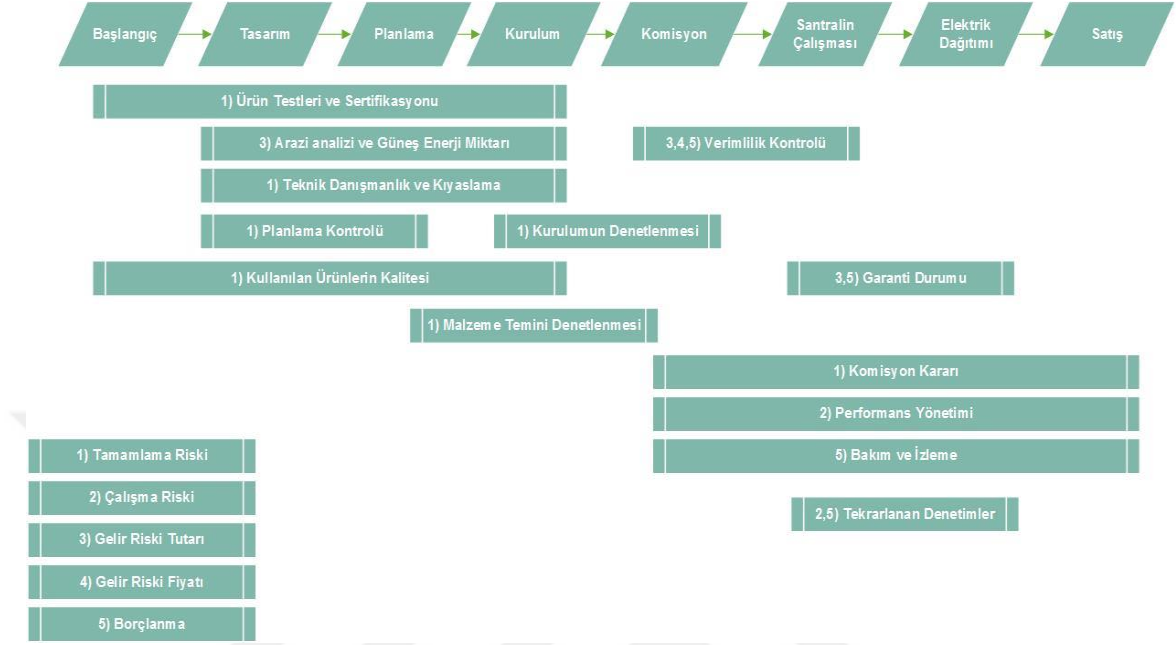 Başlangıç
Tasarım
Planlama
Kurulum
Komisyon
Santralin
Çalışması
Elektrik
Dağıtımı
Satış
1) Ürün Testleri ve Sertifikasyonu
3) Arazi analizi ve Güneş Enerji Miktarı
3,4,5) Verimlilik Kontrolü
1) Teknik Danışmanlık ve Kıyaslama
1) Planlama Kontrolü
1) Kurulumun Denetlenmesi
1) Kullanılan Ürünlerin Kalitesi
3,5) Garanti Durumu
1) Malzeme Temini Denetlenmesi
1) Komisyon Kararı
2) Performans Yönetimi
5) Bakım ve İzleme
2,5) Tekrarlanan Denetimler
1) Tamamlama Riski
2) Çalışma Riski
3) Gelir Riski Tutarı
4) Gelir Riski Fiyatı
5) Borçlanma